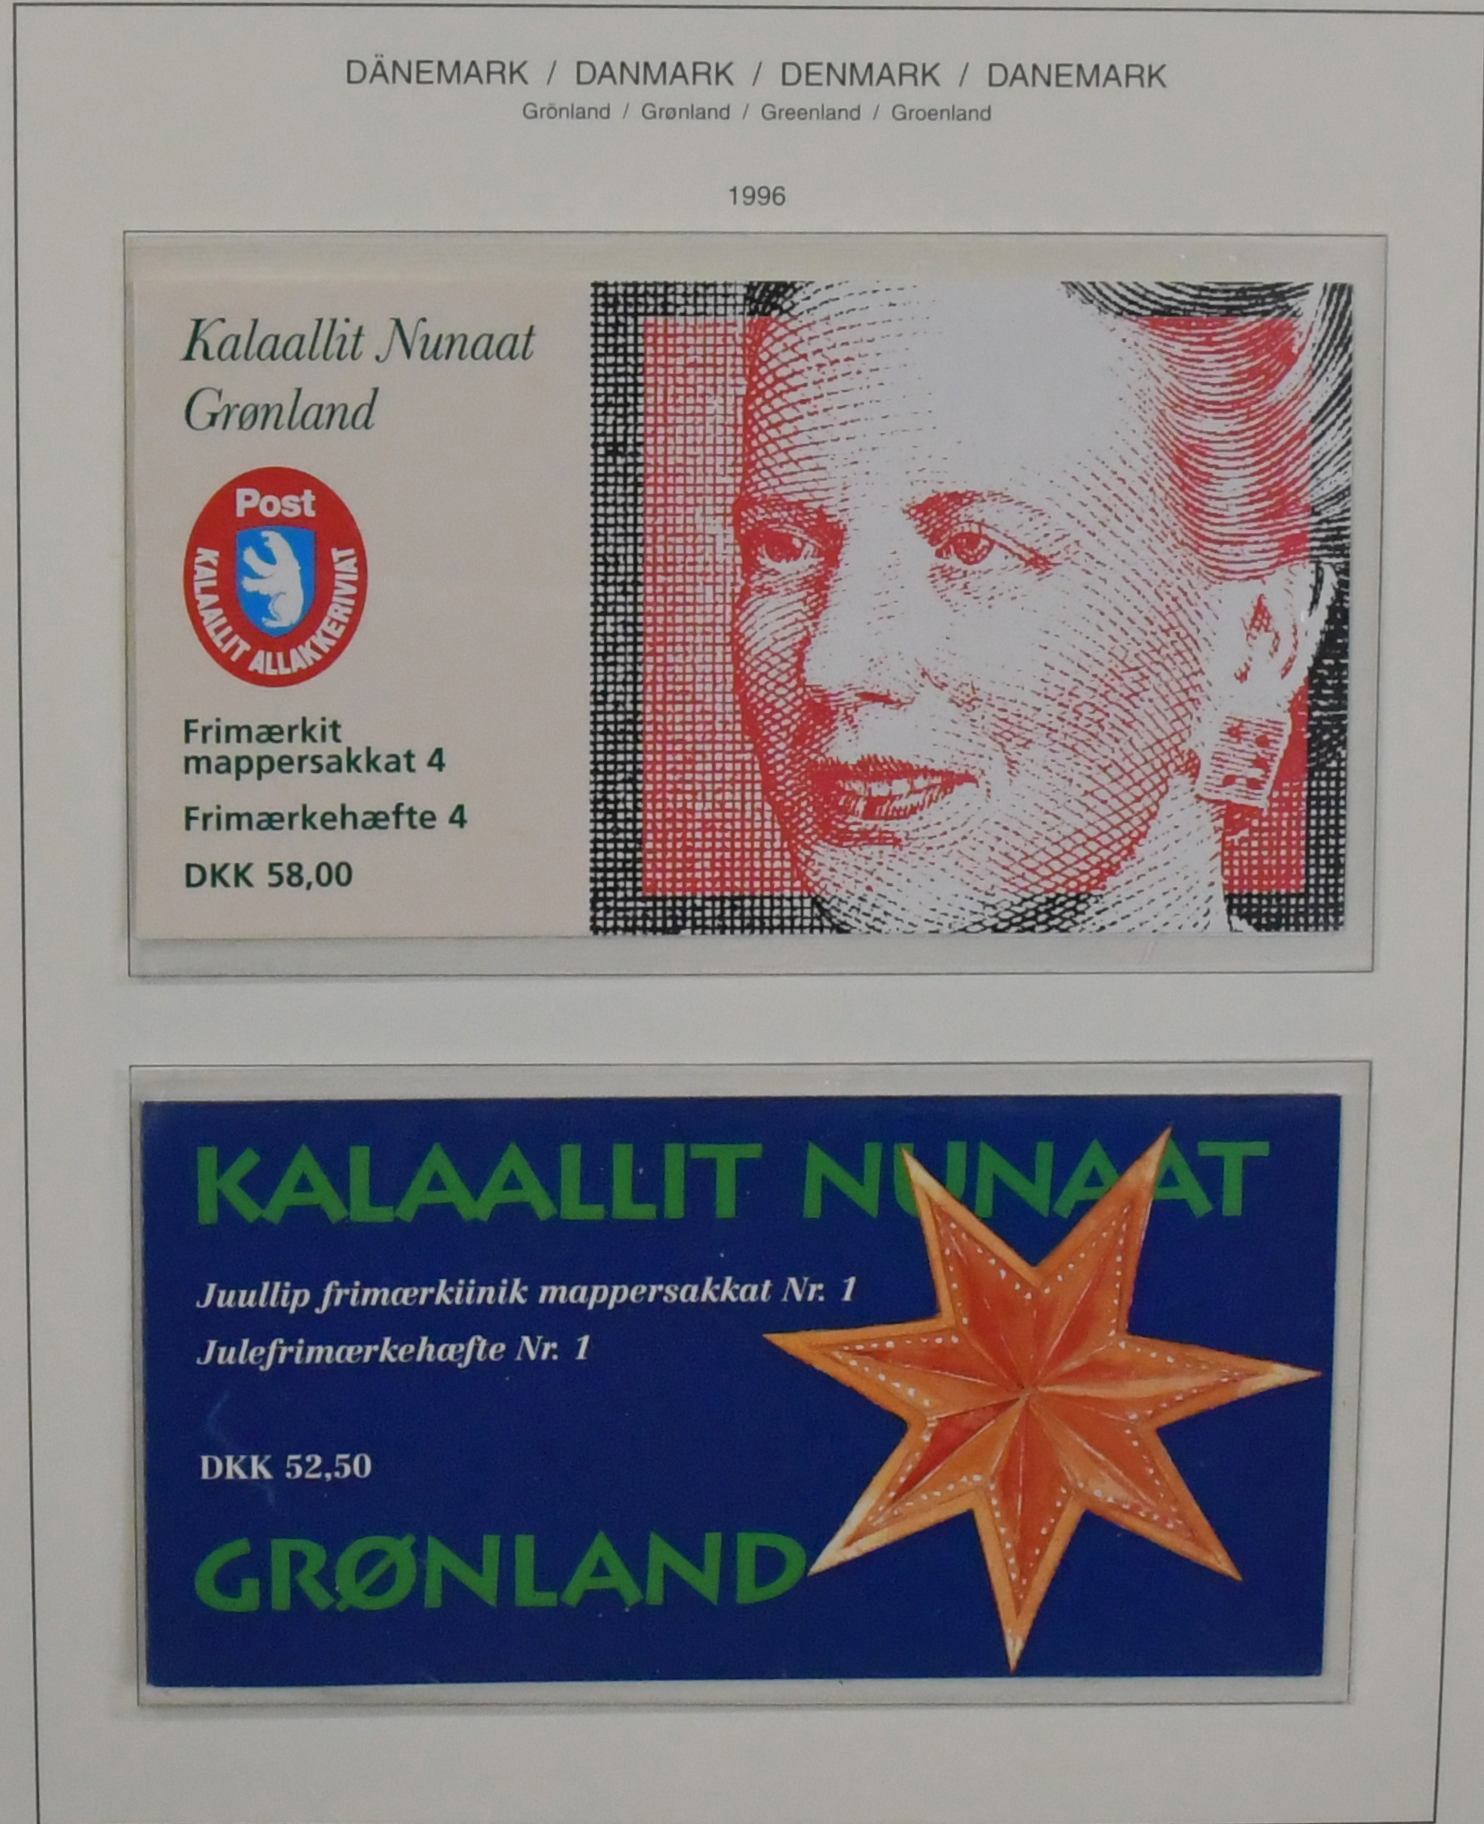 DÄNEMARK / DANMARK / DENMARK / DANEMARK
Grönland / Grønland / Greenland / Groenland
1996
Kalaallit Nunaat
Grønland
Post
KALAALLIT ALLAKKERIVIAT
Frimærkit
mappersakkat 4
Frimærkehæfte 4
DKK 58,00
KALAALLIT NUNAAT
Juullip frimærkiinik mappersakkat Nr. 1
Julefrimærkehæfte Nr. 1
DKK 52,50
GRØNLAND